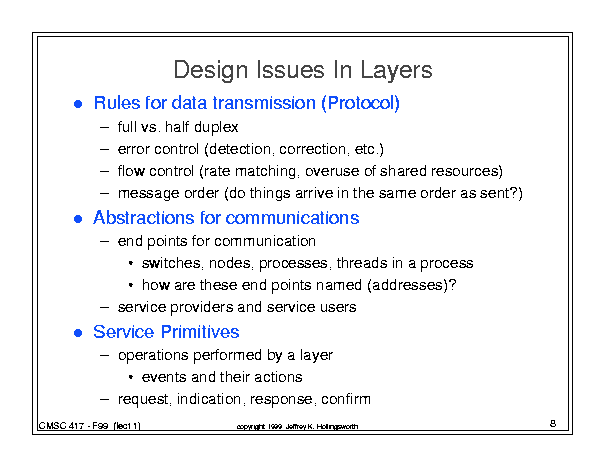 Design Issues In Layers
● Rules for data transmission (Protocol)
– full vs. half duplex
– error control (detection, correction, etc.)
– flow control (rate matching, overuse of shared resources)
– message order (do things arrive in the same order as sent?)
● Abstractions for communications
– end points for communication
• switches, nodes, processes, threads in a process
• how are these end points named (addresses)?
– service providers and service users
● Service Primitives
– operations performed by a layer
• events and their actions
– request, indication, response, confirm
CMSC 417 - F99 (lect 1)
copyright 1999 Jeffrey K. Hollingsworth
8